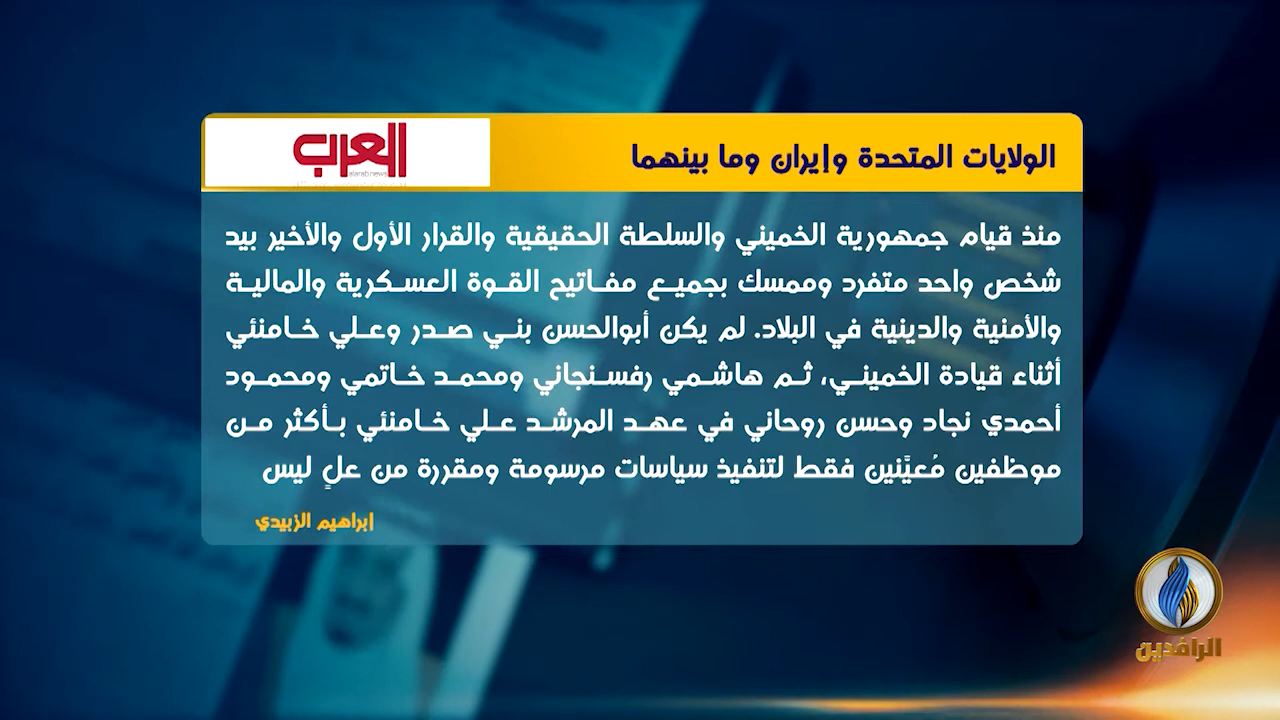 العرب
alarab news
الولايات المتحدة وإيران وما بينهما
منذ قيام جمهورية الخميني والسلطة الحقيقية والقرار الأول والأخير بيد
شخص واحد متفرد وممسك بجميع مفاتيح القوة العسكرية والمالية
والأمنية والدينية في البلاد. لم يكن أبوالحسن بني صدر وعلي خامنئي
أثناء قيادة الخميني، ثم هاشمي رفسنجاني ومحمد خاتمي ومحمود
أحمدي نجاد وحسن روحاني في عهد المرشد علي خامنئي بأكثر من
موظفين مُعيَّنين فقط لتنفيذ سياسات مرسومة ومقررة من علٍ ليس
إبراهيم الزبيدي
الرافدين